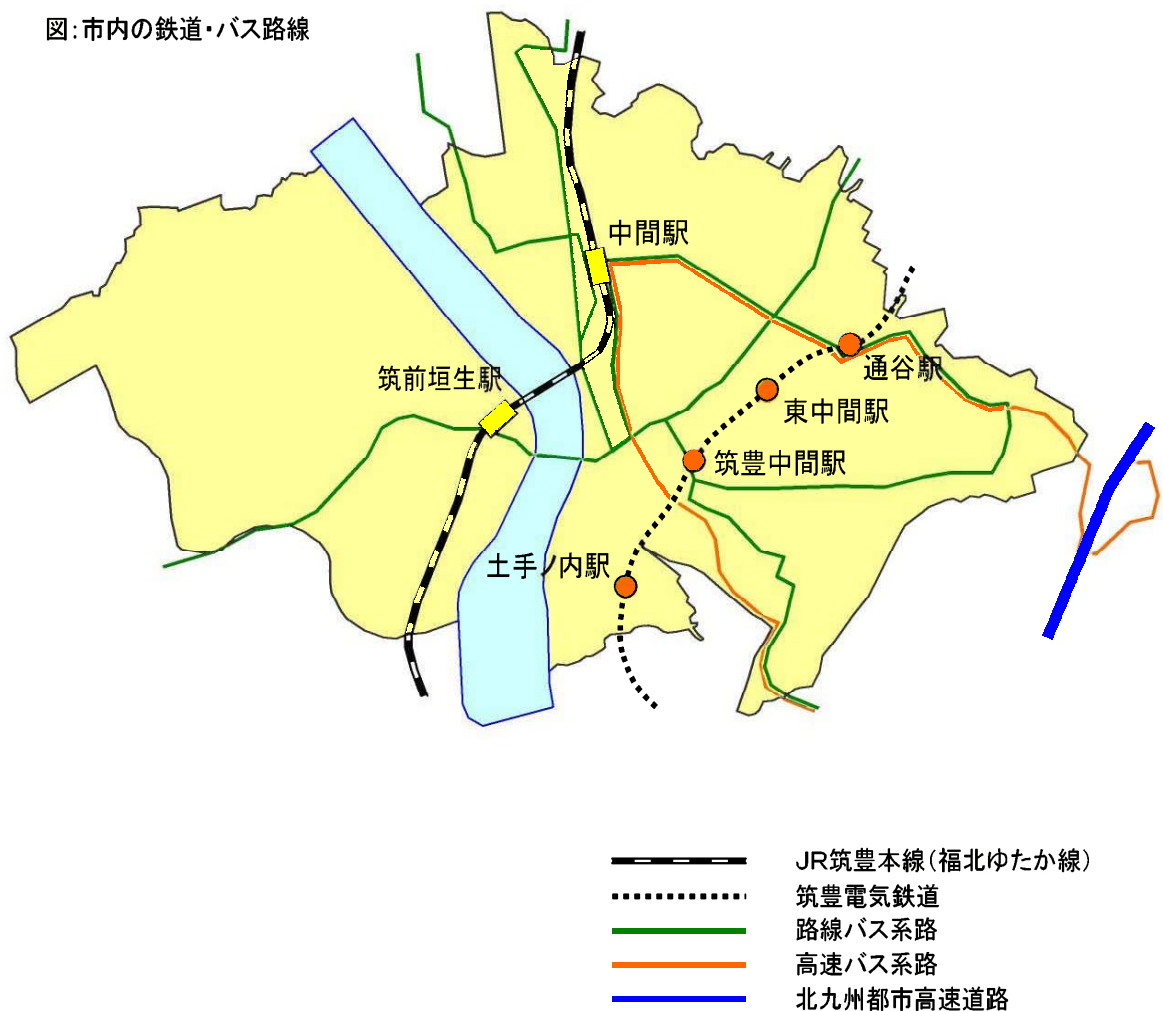 図:市内の鉄道・バス路線
中間駅
通谷駅
筑前垣生駅
東中間駅
筑豊中間駅
土手ノ内駅
JR筑豊本線(福北ゆたか線)
筑豊電気鉄道
路線バス系路
高速バス系路
北九州都市高速道路